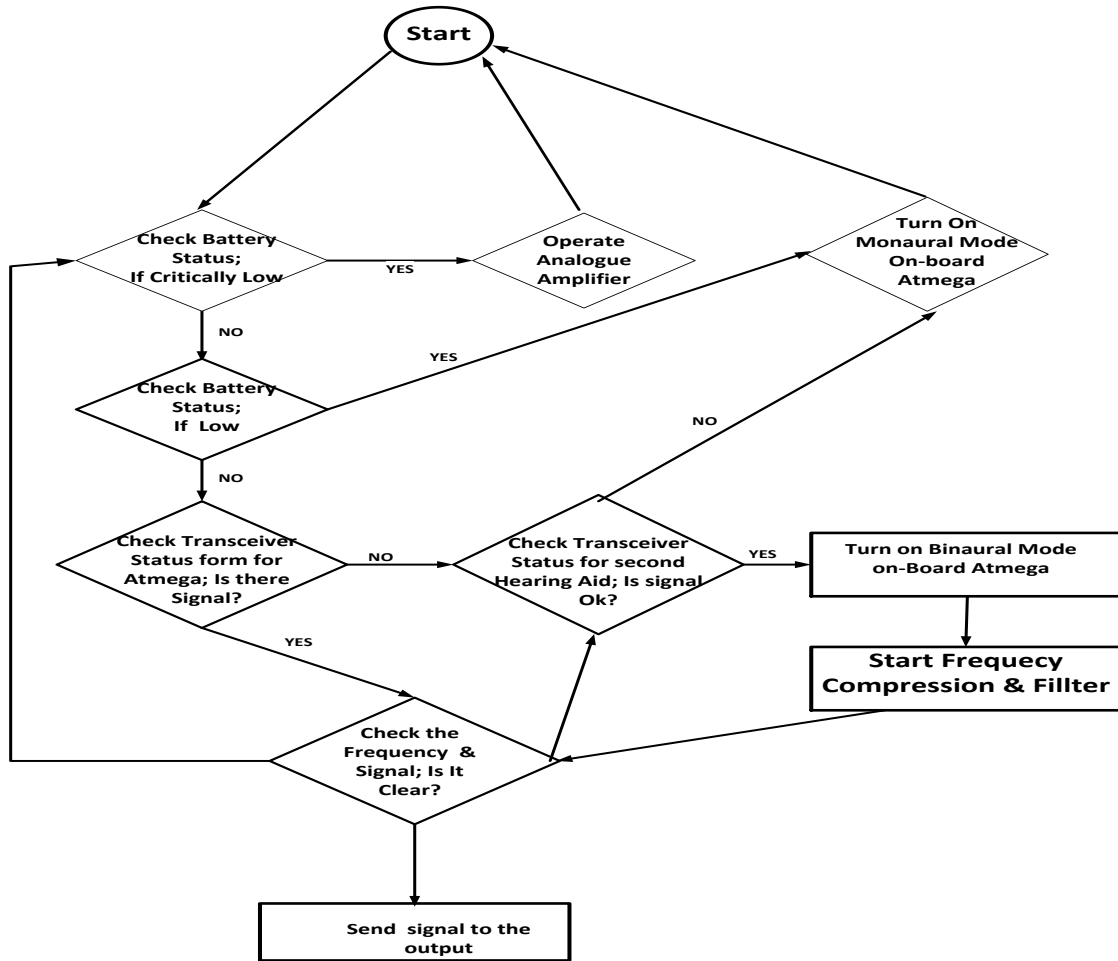 Start
Check Battery
Status;
If Critically Low
YES
Operate
Analogue
Amplifier
Turn On
Monaural Mode
On-board
Atmega
NO
YES
Check Battery
Status;
If Low
NO
NO
Check Transceiver
Status form for
Atmega; Is there
Signal?
NO
Check Transceiver
Status for second
Hearing Aid; Is signal
Ok?
YES
Turn on Binaural Mode
on-Board Atmega
YES
Start Frequecy
Compression & Fillter
Check the
Frequency &
Signal; Is It
Clear?
Send signal to the
output